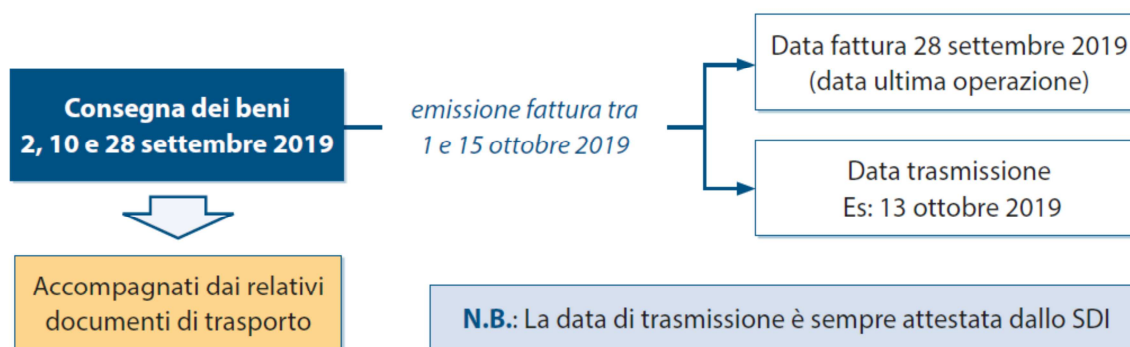 Consegna dei beni
2, 10 e 28 settembre 2019
emissione fattura tra
1 e 15 ottobre 2019
Data fattura 28 settembre 2019
(data ultima operazione)
Data trasmissione
Es: 13 ottobre 2019
Accompagnati dai relativi
documenti di trasporto
N.B.: La data di trasmissione è sempre attestata dallo SDI